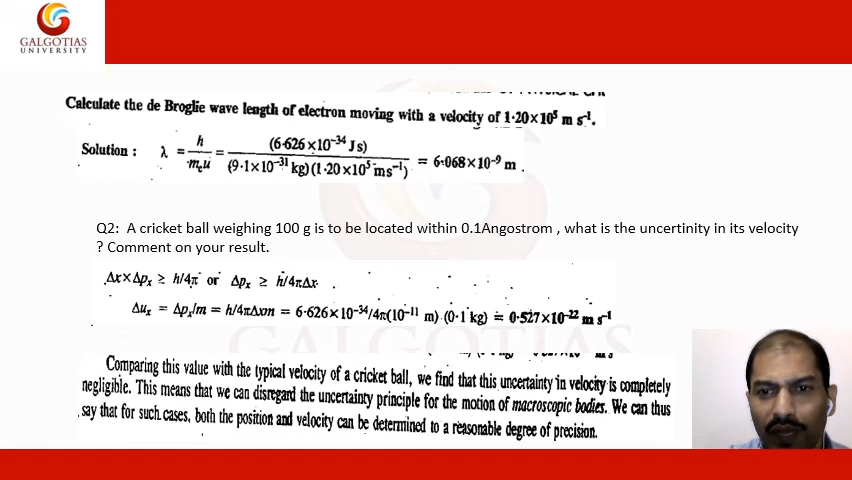 GALGOTIAS
UNIVERSITY
Calculate the de Broglie wave length of electron moving with a velocity of 1·20×10⁵ m s⁻¹.
Solution : λ = h/mₑu = (6·626×10⁻³⁴ J s)/(9·1×10⁻³¹ kg)(1·20×10⁵ ms⁻¹) = 6·068×10⁻⁹ m .
Q2: A cricket ball weighing 100 g is to be located within 0.1Angostrom , what is the uncertinity in its velocity
? Comment on your result.
Δx×Δpₓ ≥ h/4π or Δpₓ ≥ h/4πΔx
Δuₓ = Δpₓ/m = h/4πΔxm = 6·626×10⁻³⁴/4π(10⁻¹¹ m) (0·1 kg) = 0·527×10⁻²² m s⁻¹
Comparing this value with the typical velocity of a cricket ball, we find that this uncertainty in velocity is completely
negligible. This means that we can disregard the uncertainty principle for the motion of macroscopic bodies. We can thus
say that for such cases, both the position and velocity can be determined to a reasonable degree of precision.